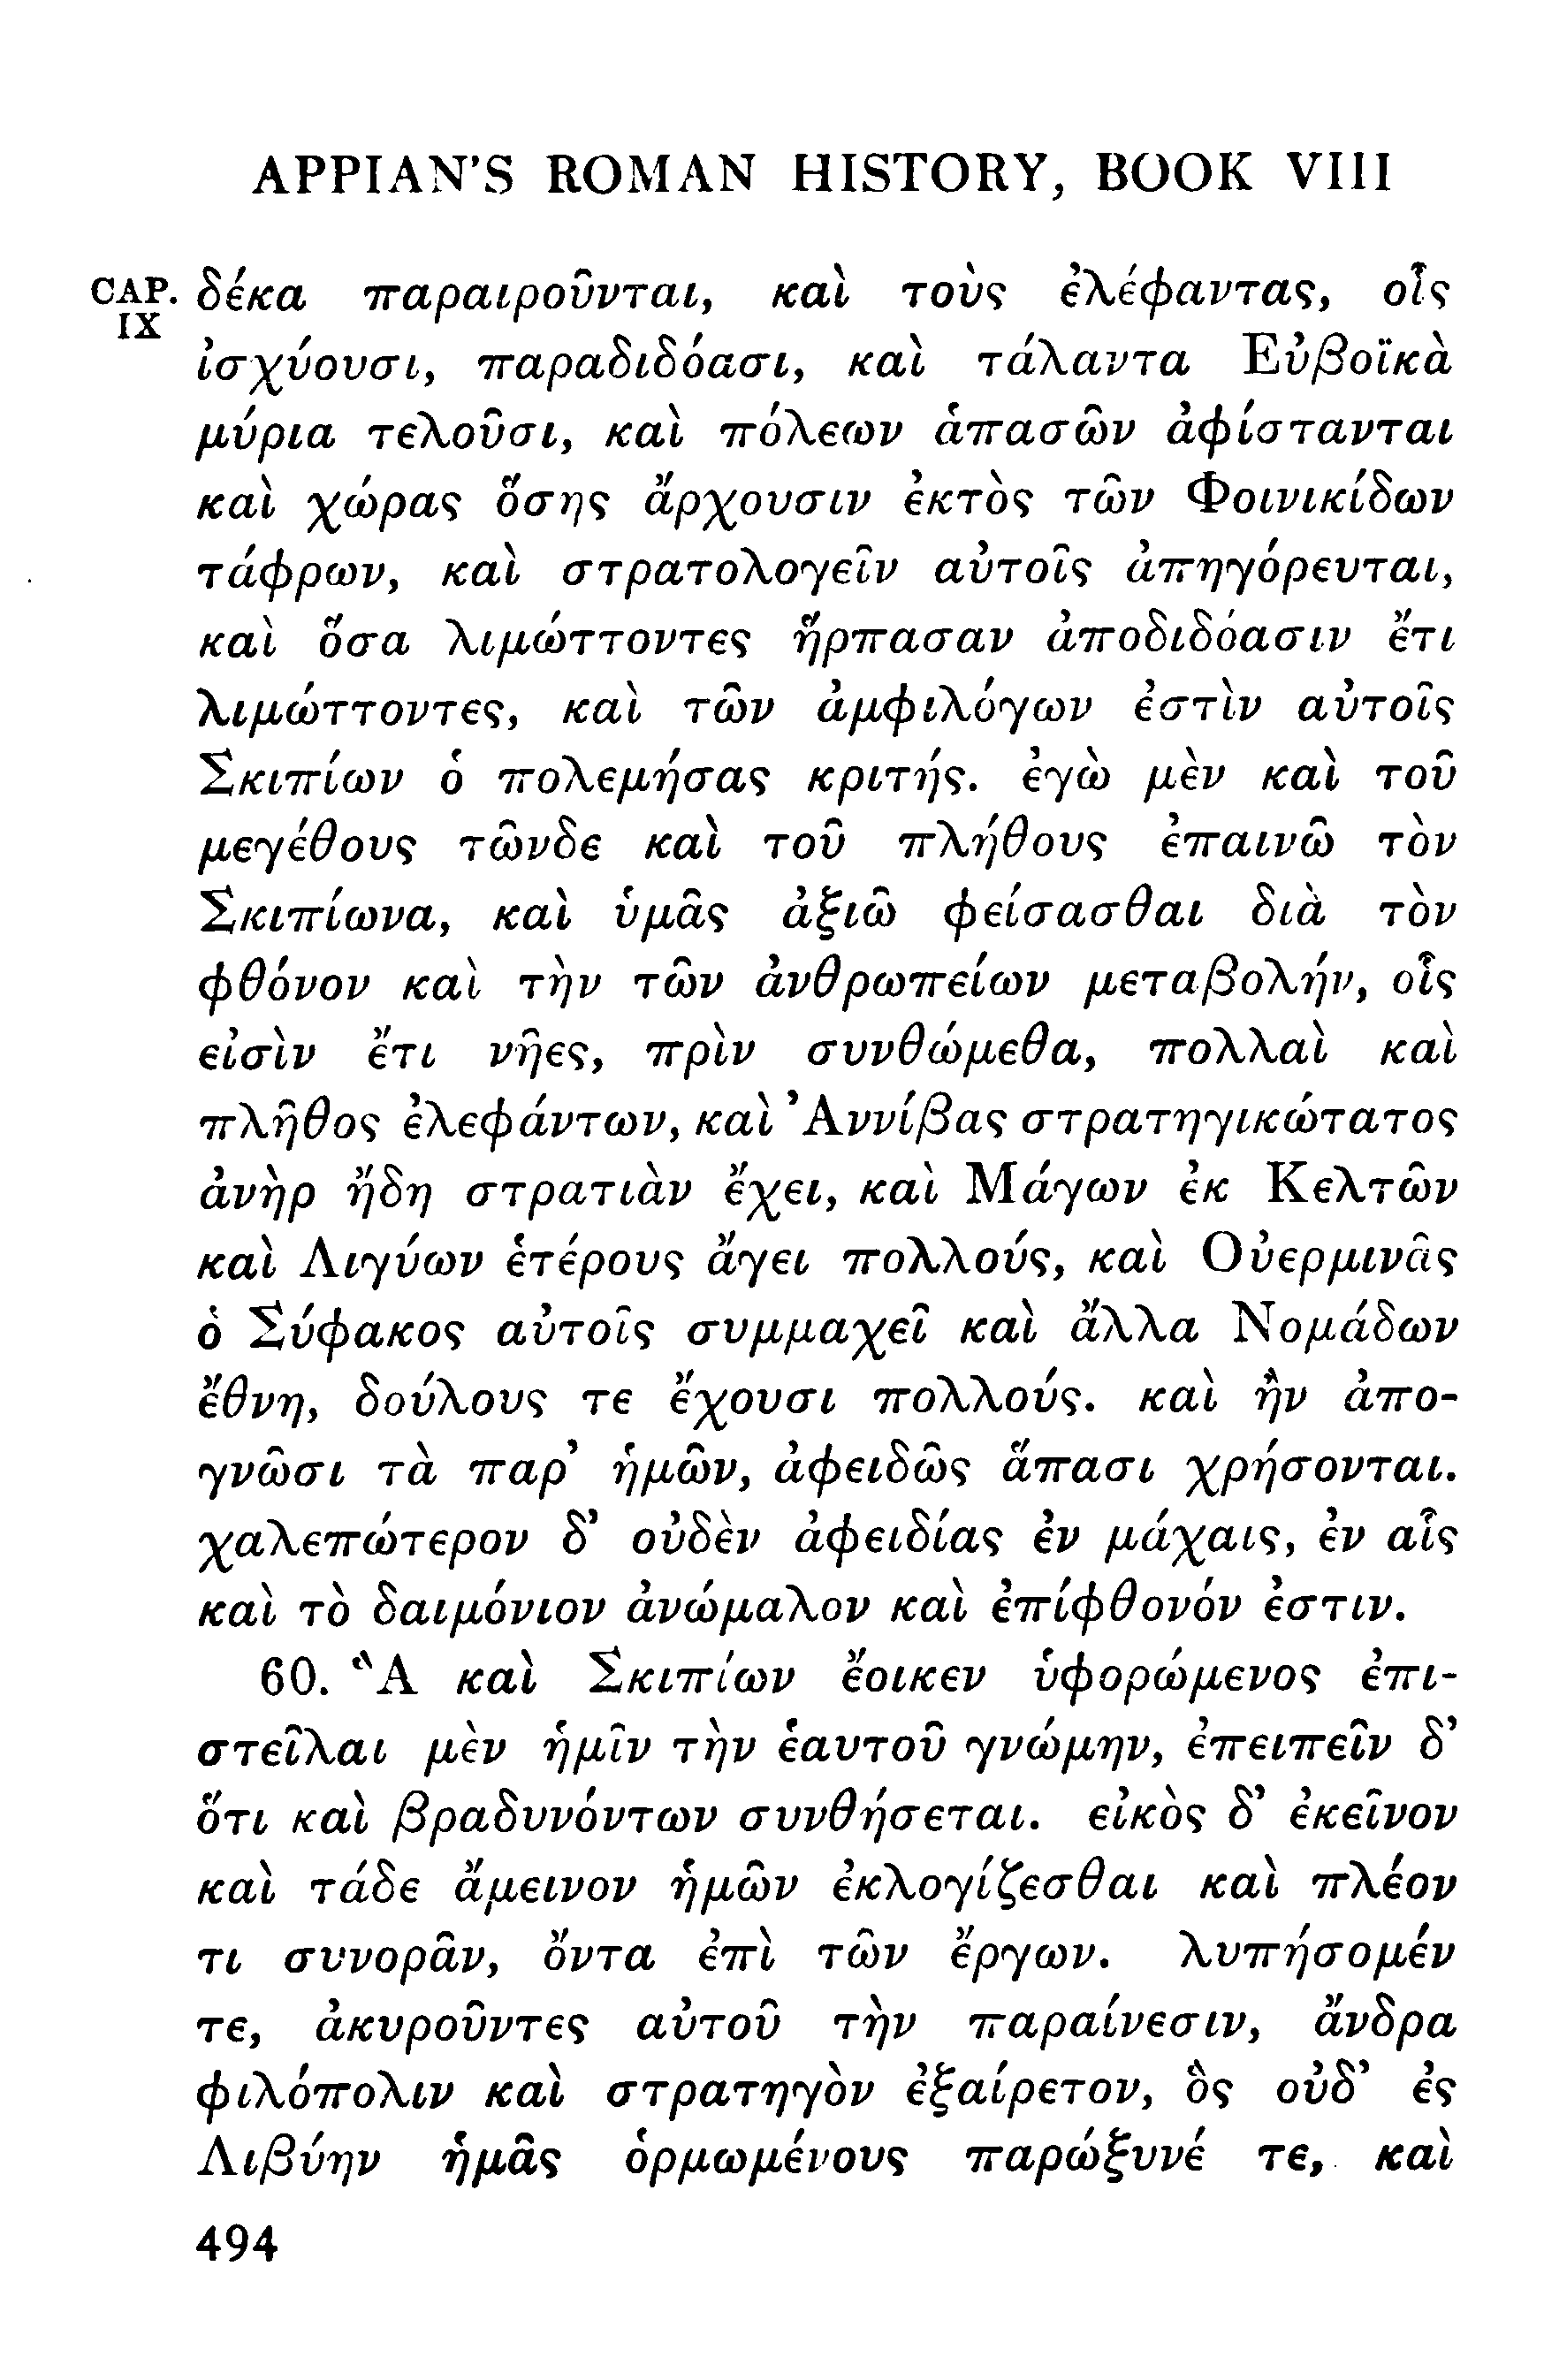 APPIAN'S ROMAN HISTORY, BOOK VIII
CAP. IX
δέκα παραιροῦνται, καὶ τοὺς ἐλέφαντας, οἷς
ἰσχύουσι, παραδιδόασι, καὶ τάλαντα Εὐβοϊκὰ
μύρια τελοῦσι, καὶ πόλεων ἁπασῶν ἀφίστανται
καὶ χώρας ὅσης ἄρχουσιν ἐκτὸς τῶν Φοινικίδων
τάφρων, καὶ στρατολογεῖν αὐτοῖς ἀπηγόρευται,
καὶ ὅσα λιμώττοντες ἥρπασαν ἀποδιδόασιν ἔτι
λιμώττοντες, καὶ τῶν ἀμφιλόγων ἐστὶν αὐτοῖς
Σκιπίων ὁ πολεμήσας κριτής. ἐγὼ μὲν καὶ τοῦ
μεγέθους τῶνδε καὶ τοῦ πλήθους ἐπαινῶ τὸν
Σκιπίωνα, καὶ ὑμᾶς ἀξιῶ φείσασθαι διὰ τὸν
φθόνον καὶ τὴν τῶν ἀνθρωπείων μεταβολήν, οἷς
εἰσὶν ἔτι νῆες, πρὶν συνθώμεθα, πολλαὶ καὶ
πλῆθος ἐλεφάντων, καὶ Ἀννίβας στρατηγικώτατος
ἀνὴρ ἤδη στρατιὰν ἔχει, καὶ Μάγων ἐκ Κελτῶν
καὶ Λιγύων ἑτέρους ἄγει πολλούς, καὶ Οὐερμινᾶς
ὁ Σύφακος αὐτοῖς συμμαχεῖ καὶ ἄλλα Νομάδων
ἔθνη, δούλους τε ἔχουσι πολλούς. καὶ ἢν ἀπο-
γνῶσι τὰ παρ᾽ ἡμῶν, ἀφειδῶς ἅπασι χρήσονται.
χαλεπώτερον δ᾽ οὐδὲν ἀφειδίας ἐν μάχαις, ἐν αἷς
καὶ τὸ δαιμόνιον ἀνώμαλον καὶ ἐπίφθονόν ἐστιν.
60. Ἃ καὶ Σκιπίων ἔοικεν ὑφορώμενος ἐπι-
στεῖλαι μὲν ἡμῖν τὴν ἑαυτοῦ γνώμην, ἐπειπεῖν δ᾽
ὅτι καὶ βραδυνόντων συνθήσεται. εἰκὸς δ᾽ ἐκεῖνον
καὶ τάδε ἄμεινον ἡμῶν ἐκλογίζεσθαι καὶ πλέον
τι συνορᾶν, ὄντα ἐπὶ τῶν ἔργων. λυπήσομέν
τε, ἀκυροῦντες αὐτοῦ τὴν παραίνεσιν, ἄνδρα
φιλόπολιν καὶ στρατηγὸν ἐξαίρετον, ὃς οὐδ᾽ ἐς
Λιβύην ἡμᾶς ὁρμωμένους παρώξυνέ τε, καὶ
494